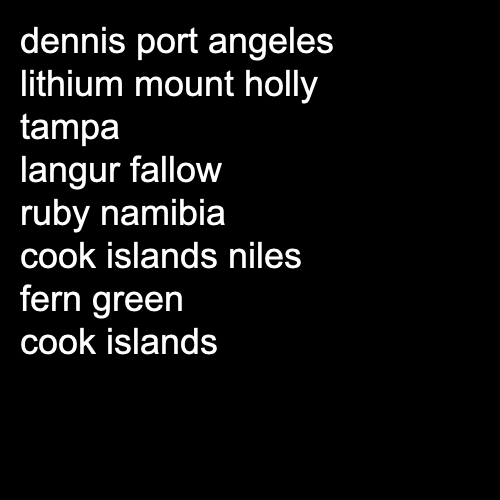 dennis port angeles
lithium mount holly
tampa
langur fallow
ruby namibia
cook islands niles
fern green
cook islands